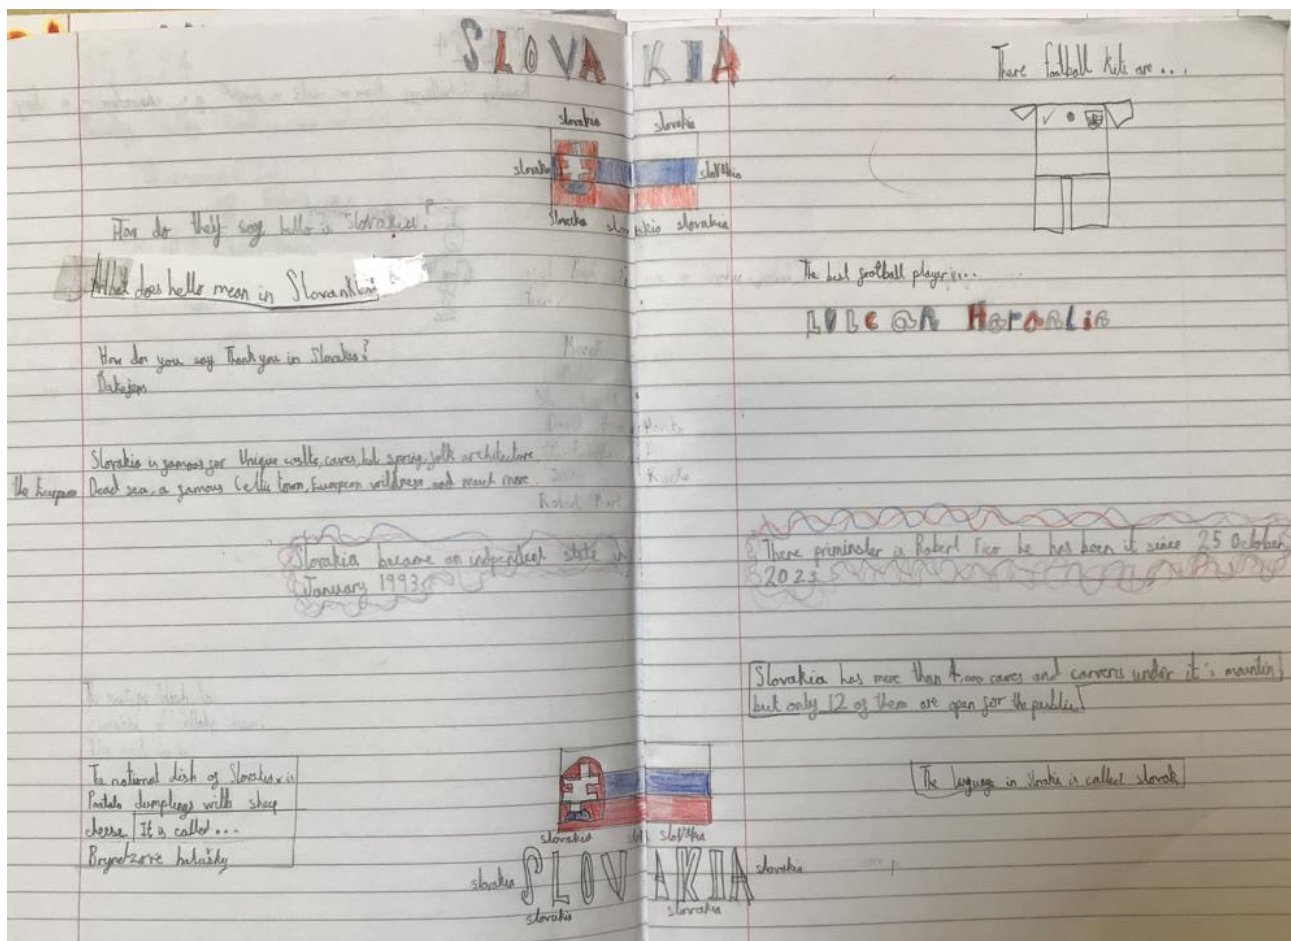 SLOVAKIA
slovakia slovakia
slovakia slovakia
Slovakia slovakia slovakia
How do they say hello in Slovakia?
What does hello mean in
How do you say Thank you in Slovakia?
Dakujem
Slovakia is famous for Unique castle, caves, hot spring, folk architecture,
the European Dead sea, a famous Celtic town, European wildness, and much more.
Slovakia became an indepndent state in
January 1993
The national dish of Slovakia is
Potato dumplings with sheep
cheese It is called...
Bryndzove halušky
There football kits are...
The best football player is...
There priminster is Robert Fico he has been it since 25 October
2023
Slovakia has more than 4,000 caves and carvens under it's mountin
but only 12 of them are open for the public.
The language in Slovakia is called slovak
slovakia slovakia
slovakia SLOVAKIA slovakia
slovakia slovakia